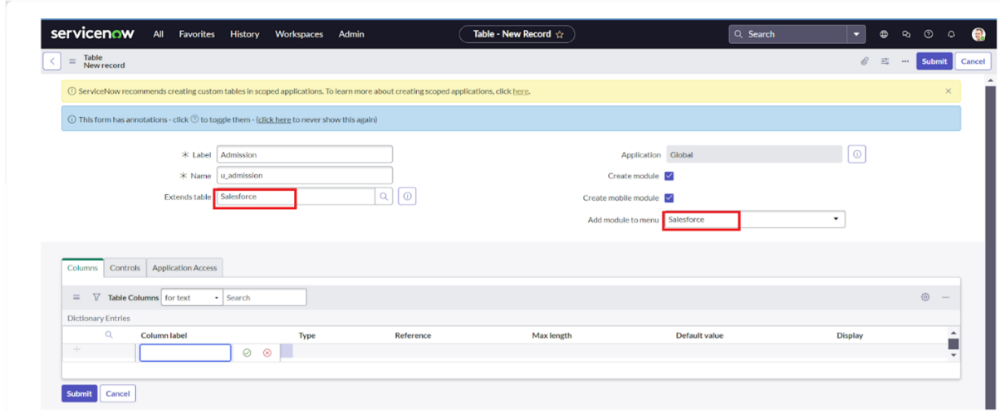 servicenow All Favorites History Workspaces Admin Table - New Record Search
Table
New record Submit Cancel
ServiceNow recommends creating custom tables in scoped applications. To learn more about creating scoped applications, click here.
This form has annotations - click to toggle them - (click here to never show this again)
Label Admission Application Global
Name u_admission Create module
Extends table Salesforce Create mobile module
Add module to menu Salesforce
Columns Controls Application Access
Table Columns for text Search
Dictionary Entries
Column label Type Reference Max length Default value Display
Submit Cancel